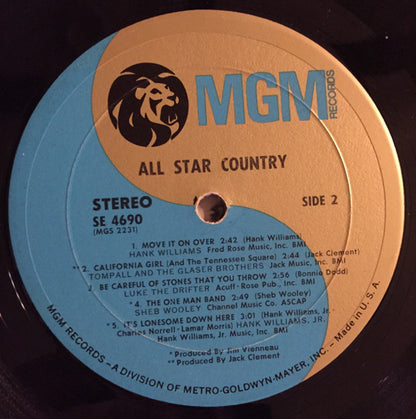 MGM
RECORDS
ALL STAR COUNTRY
STEREO
SE 4690
(MGS 2231)
SIDE 2
1. MOVE IT ON OVER 2:42 (Hank Williams)
HANK WILLIAMS Fred Rose Music, Inc. BMI
**2. CALIFORNIA GIRL (And The Tennessee Square) 2:44 (Jack Clement)
TOMPALL AND THE GLASER BROTHERS Jack Music, Inc. BMI
3. BE CAREFUL OF STONES THAT YOU THROW 2:56 (Bonnie Dodd)
LUKE THE DRIFTER Acuff-Rose Pub., Inc. BMI
*4. THE ONE MAN BAND 2:49 (Sheb Wooley)
SHEB WOOLEY Channel Music Co. ASCAP
*5. IT'S LONESOME DOWN HERE 3:01 (Hank Williams, Jr.-
Charles Norrell-Lamar Morris) HANK WILLIAMS, JR.
Hank Williams, Jr. Music, Inc. BMI
*Produced By Jim Vienneau
**Produced By Jack Clement
MGM RECORDS - A DIVISION OF METRO-GOLDWYN-MAYER, INC. - Made in U.S.A.